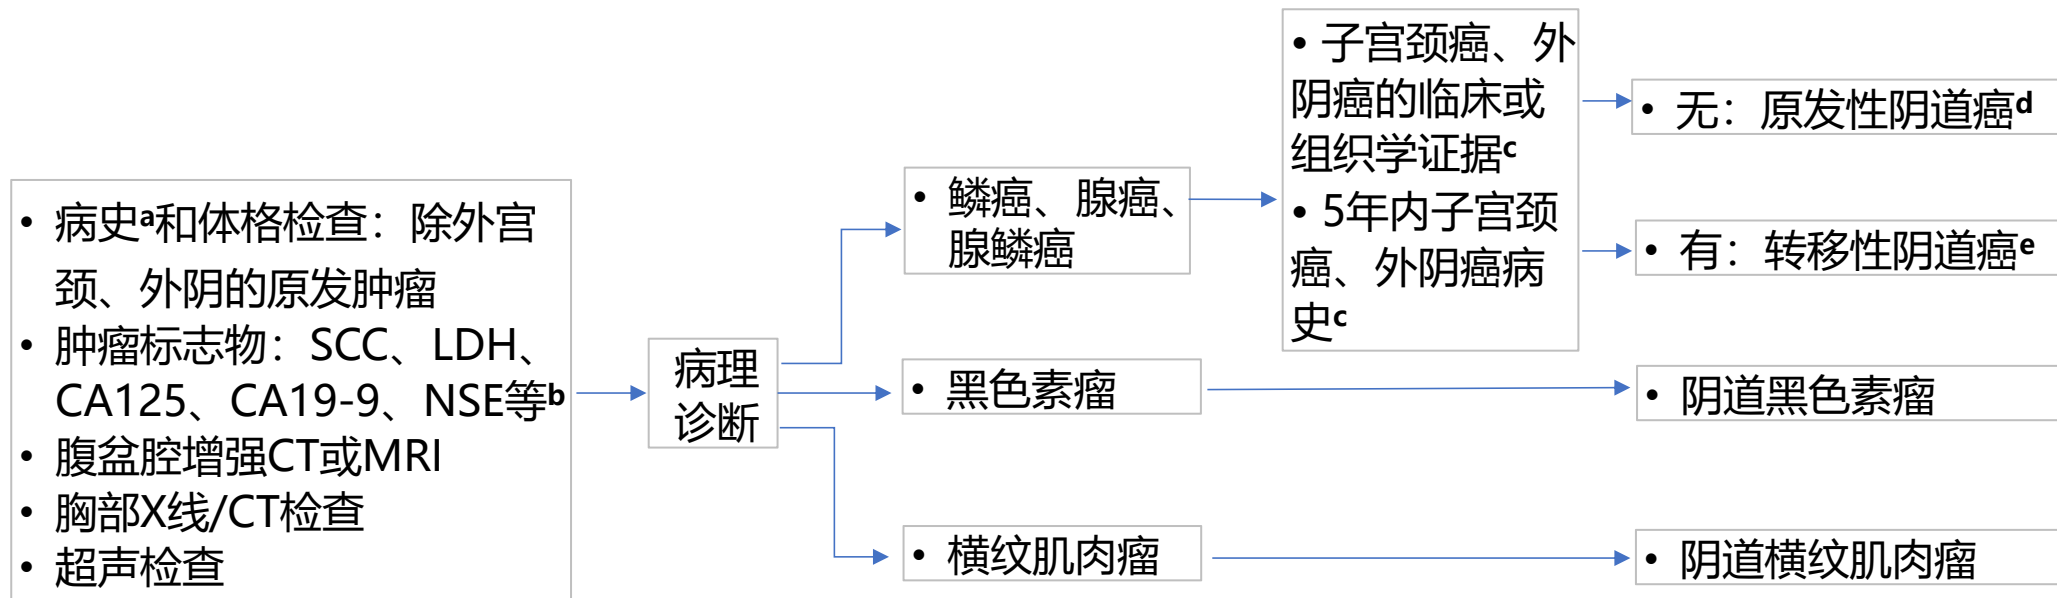 • 病史a和体格检查：除外宫
颈、外阴的原发肿瘤
• 肿瘤标志物：SCC、LDH、
CA125、CA19-9、NSE等b
• 腹盆腔增强CT或MRI
• 胸部X线/CT检查
• 超声检查
病理
诊断
• 鳞癌、腺癌、
腺鳞癌
• 黑色素瘤
• 横纹肌肉瘤
• 子宫颈癌、外
阴癌的临床或
组织学证据c
• 5年内子宫颈
癌、外阴癌病
史c
• 无：原发性阴道癌d
• 有：转移性阴道癌e
• 阴道黑色素瘤
• 阴道横纹肌肉瘤